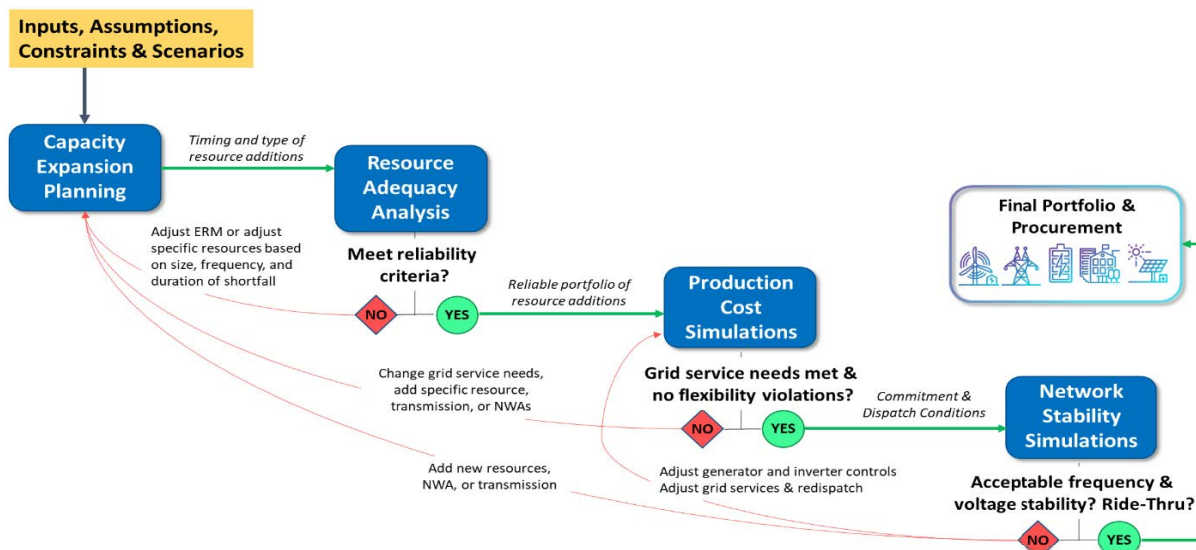 Inputs, Assumptions,
Constraints & Scenarios
Capacity
Expansion
Planning
Timing and type of
resource additions
Resource
Adequacy
Analysis
Adjust ERM or adjust
specific resources based
on size, frequency, and
duration of shortfall
Meet reliability
criteria?
NO
YES
Reliable portfolio of
resource additions
Production
Cost
Simulations
Final Portfolio &
Procurement
Change grid service needs,
add specific resource,
transmission, or NWAs
Grid service needs met &
no flexibility violations?
NO
YES
Commitment &
Dispatch Conditions
Network
Stability
Simulations
Add new resources,
NWA, or transmission
Adjust generator and inverter controls
Adjust grid services & redispatch
Acceptable frequency &
voltage stability? Ride-Thru?
NO
YES